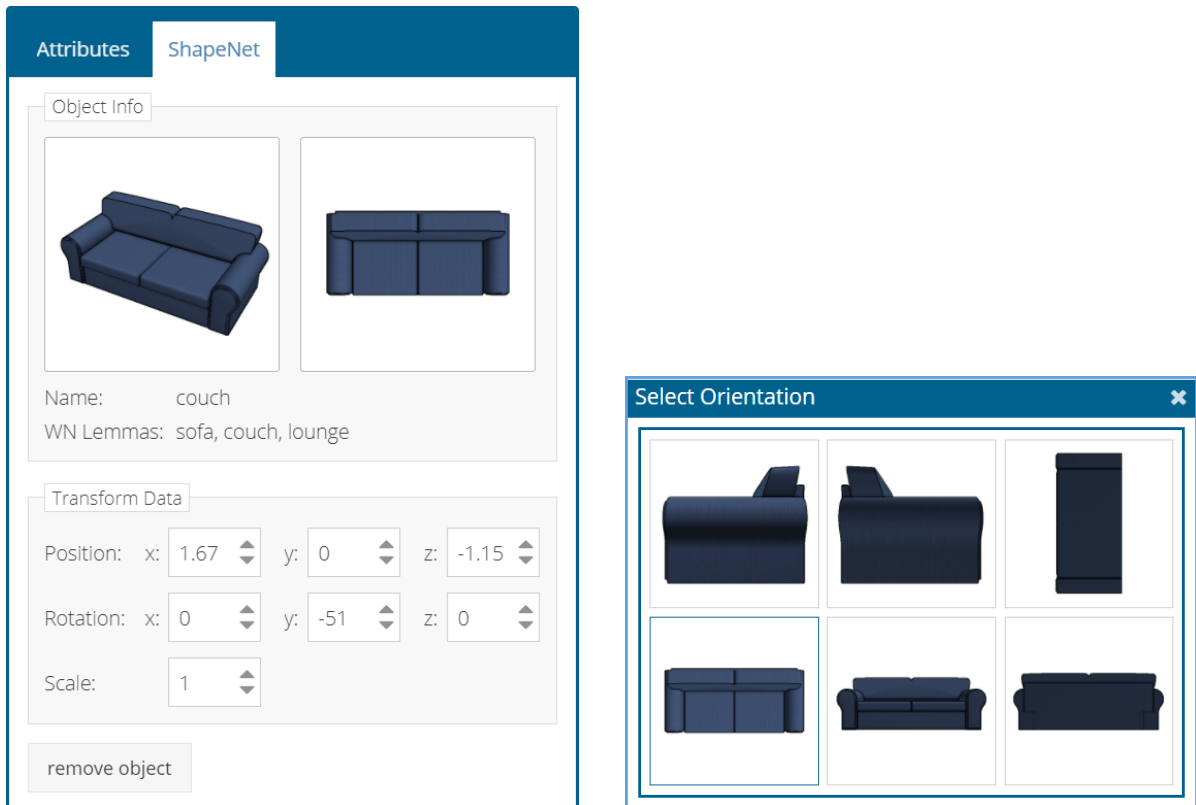 Attributes
ShapeNet
Object Info
Name: couch
WN Lemmas: sofa, couch, lounge
Transform Data
Position: x: 1.67 y: 0 z: -1.15
Rotation: x: 0 y: -51 z: 0
Scale: 1
remove object
Select Orientation